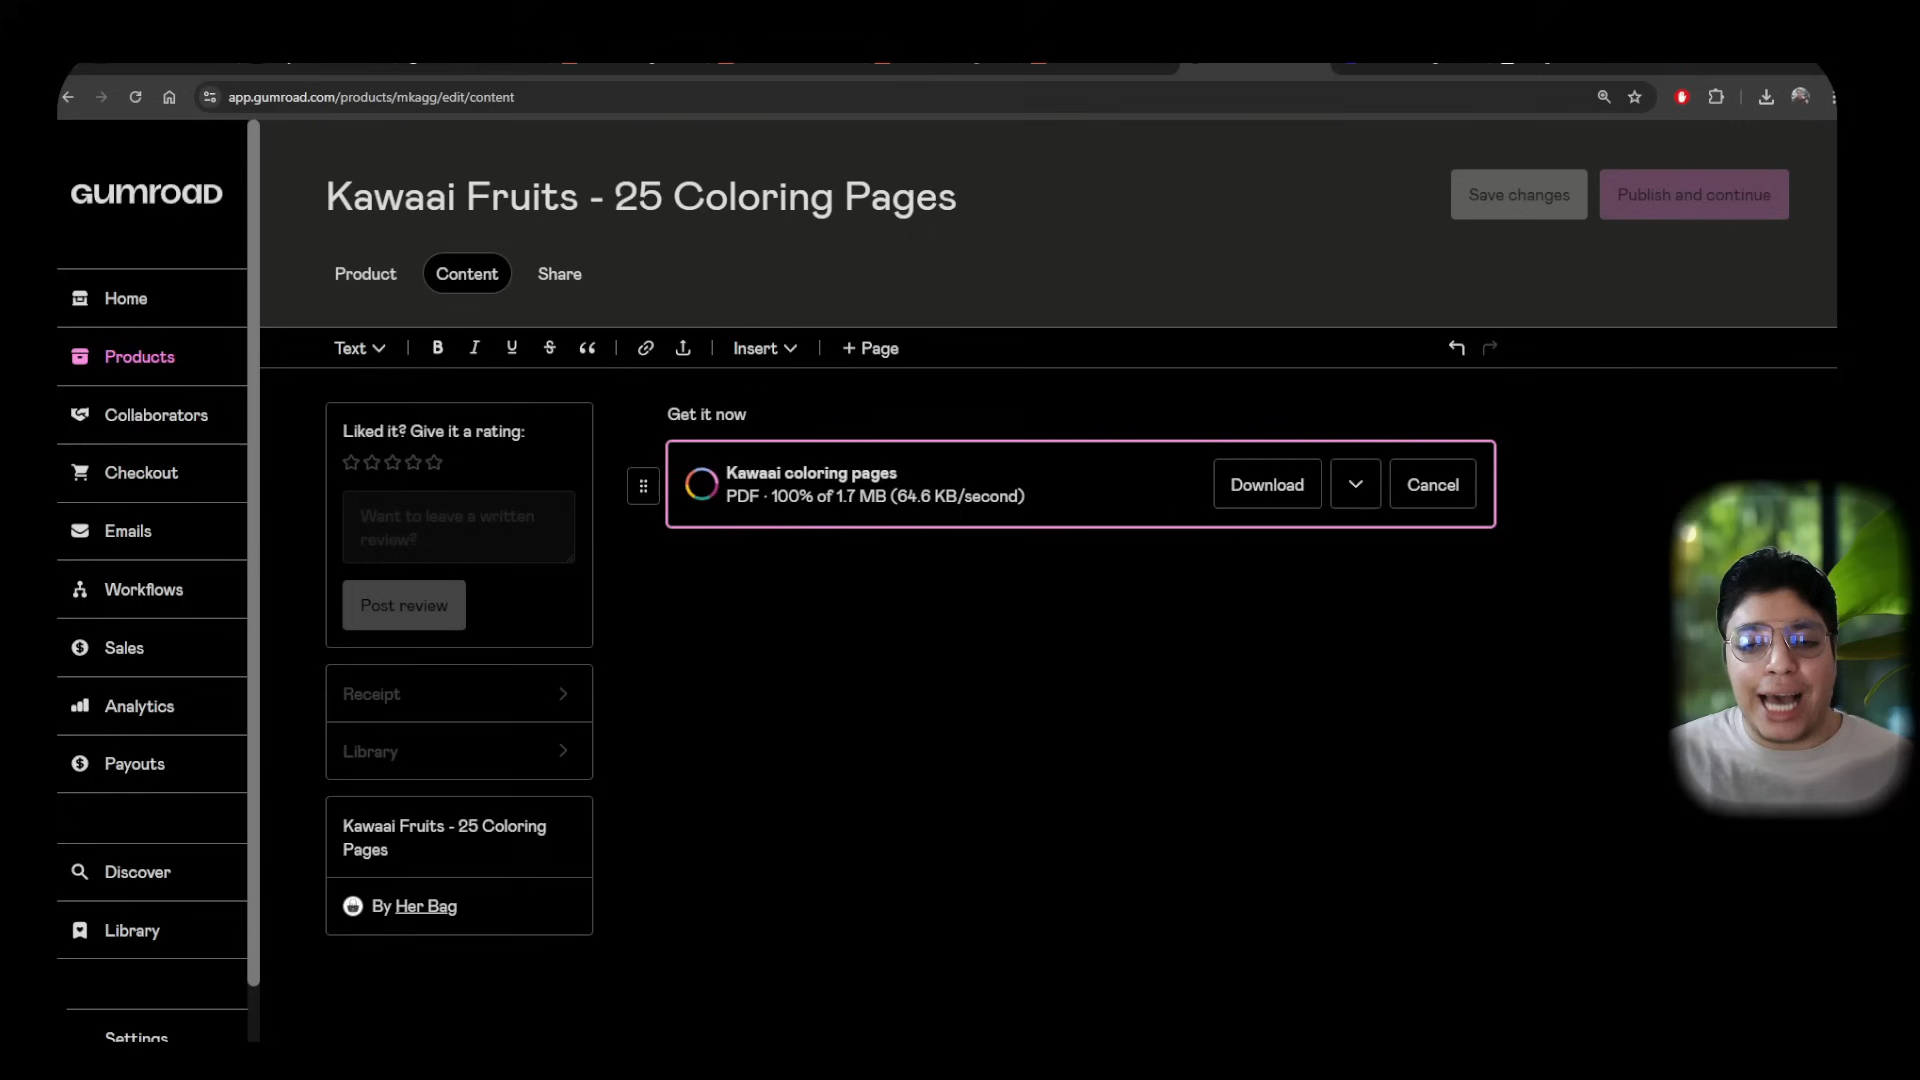 app.gumroad.com/products/mkagg/edit/content
GUMROAD
Kawaai Fruits - 25 Coloring Pages
Save changes
Publish and continue
Product
Content
Share
Home
Products
Collaborators
Checkout
Emails
Workflows
Sales
Analytics
Payouts
Discover
Library
Settings
Text
B
I
U
S
Insert
+ Page
Liked it? Give it a rating:
Want to leave a written
review?
Post review
Receipt
Library
Kawaai Fruits - 25 Coloring
Pages
By Her Bag
Get it now
Kawaai coloring pages
PDF · 100% of 1.7 MB (64.6 KB/second)
Download
Cancel